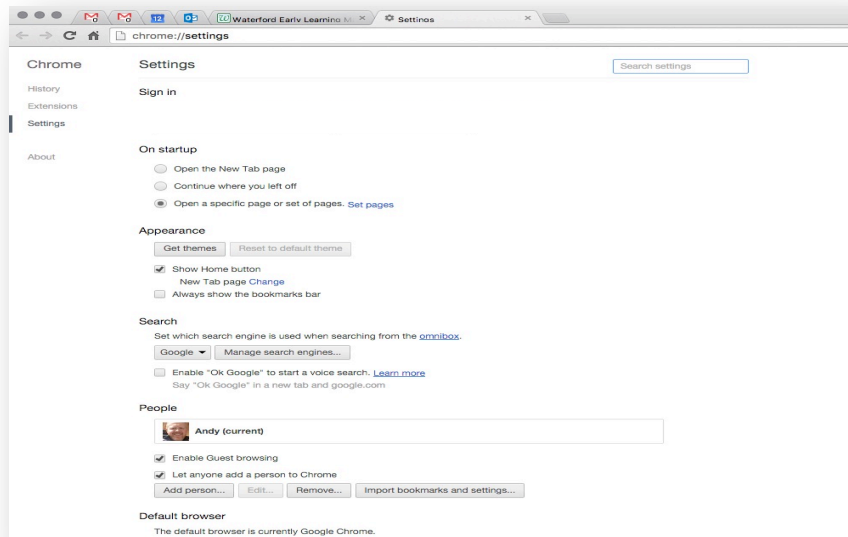 12
Waterford Early Learning M
Settings
chrome://settings
Chrome
Settings
Search settings
History
Extensions
Settings
About
Sign in
On startup
Open the New Tab page
Continue where you left off
Open a specific page or set of pages. Set pages
Appearance
Get themes Reset to default theme
Show Home button
New Tab page Change
Always show the bookmarks bar
Search
Set which search engine is used when searching from the omnibox.
Google Manage search engines...
Enable "Ok Google" to start a voice search. Learn more
Say "Ok Google" in a new tab and google.com
People
Andy (current)
Enable Guest browsing
Let anyone add a person to Chrome
Add person... Edit... Remove... Import bookmarks and settings...
Default browser
The default browser is currently Google Chrome.